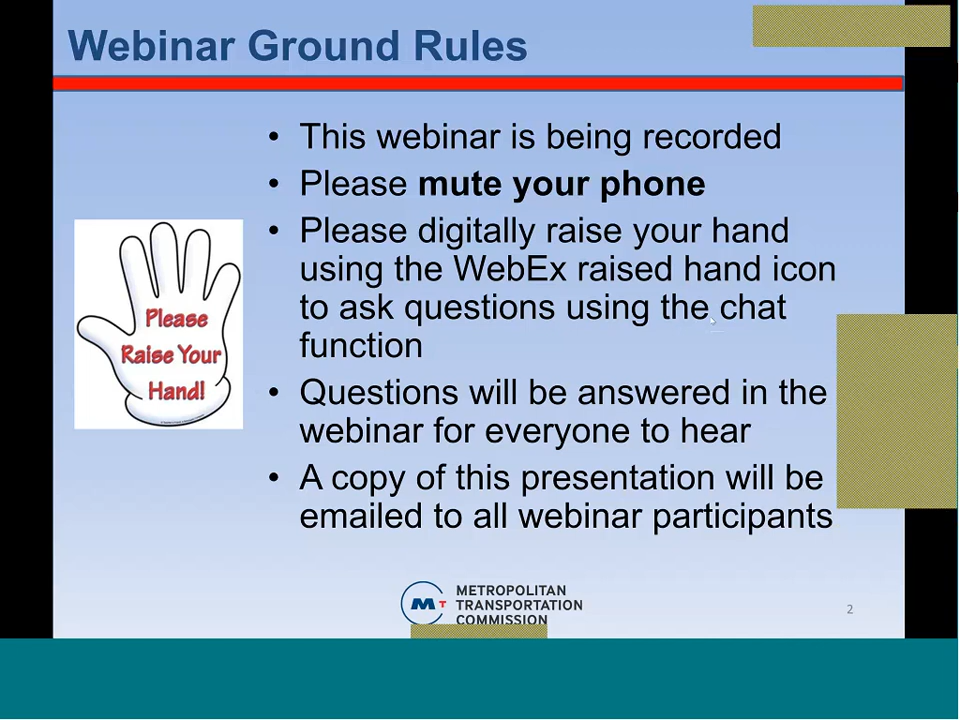 Webinar Ground Rules
• This webinar is being recorded
• Please mute your phone
• Please digitally raise your hand
using the WebEx raised hand icon
to ask questions using the chat
function
• Questions will be answered in the
webinar for everyone to hear
• A copy of this presentation will be
emailed to all webinar participants
Please
Raise Your
Hand!
MT
METROPOLITAN
TRANSPORTATION
COMMISSION
2